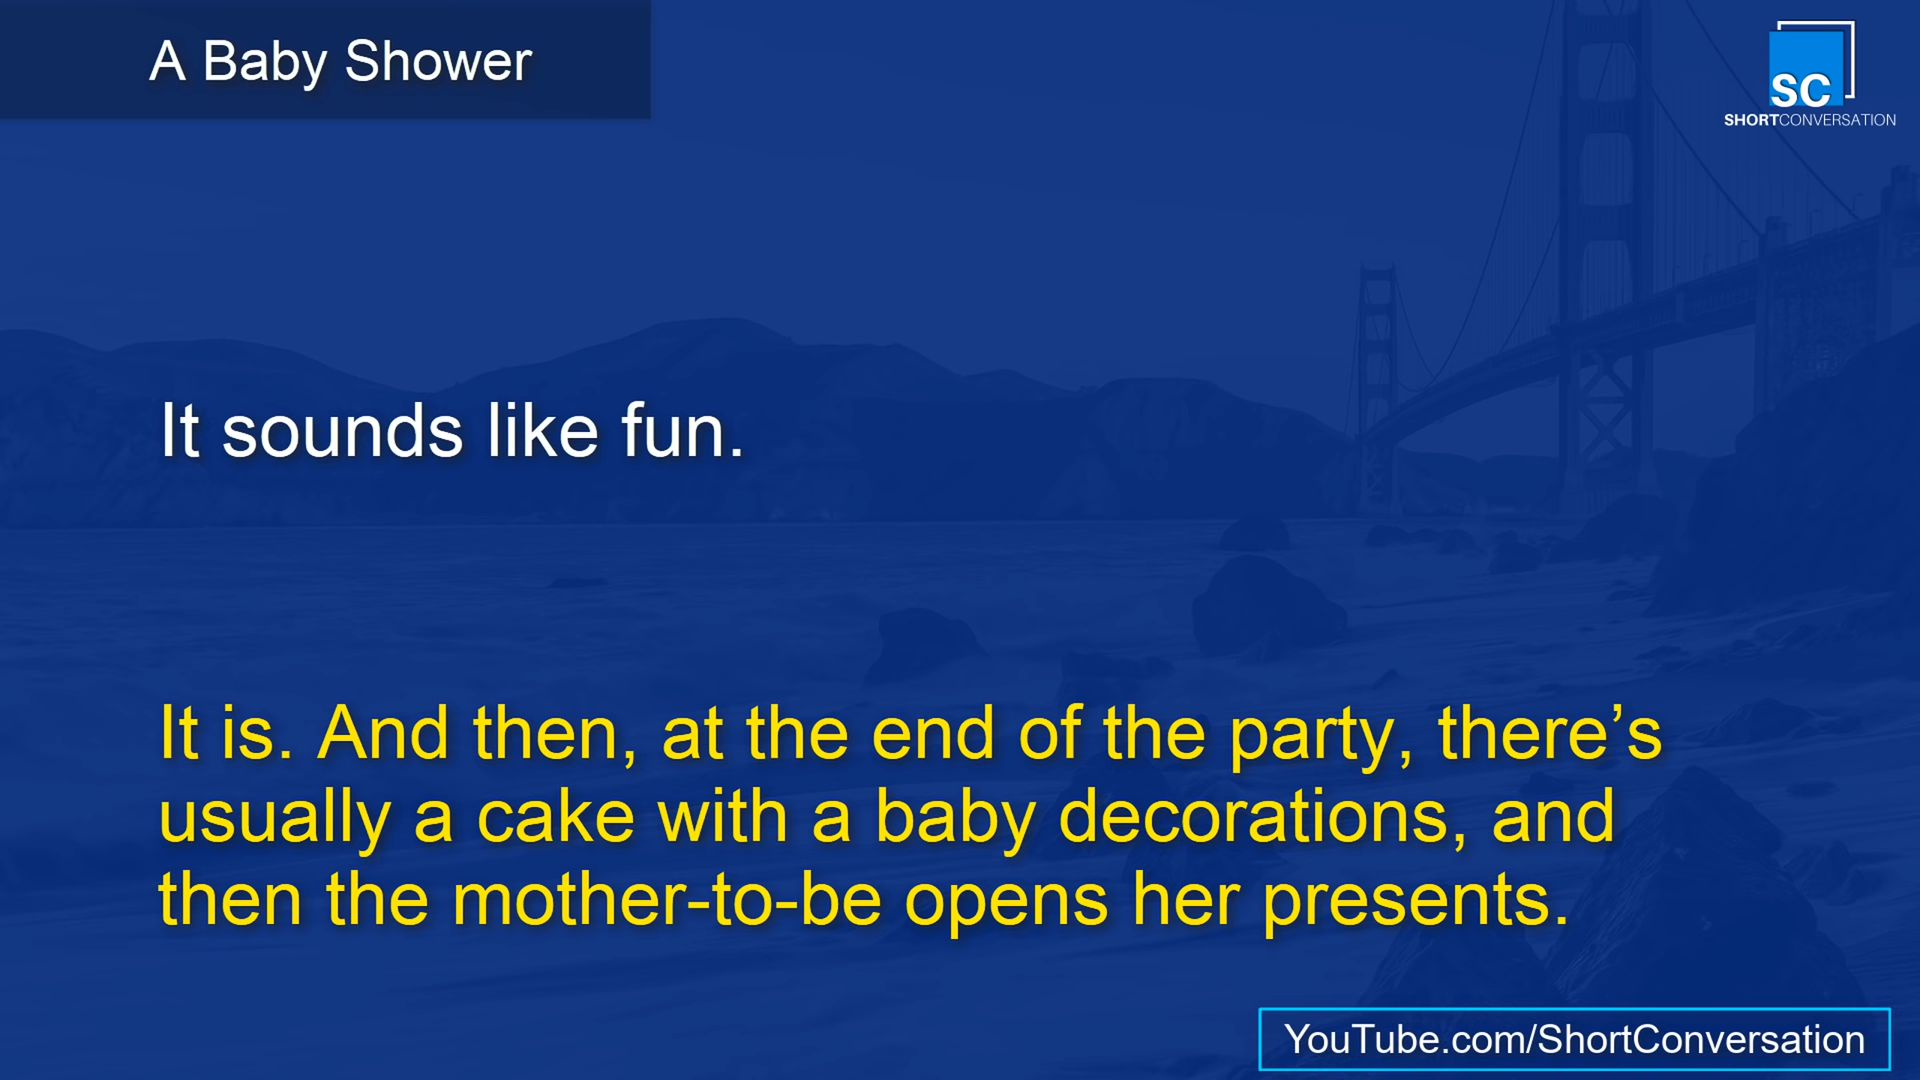 A Baby Shower
SC
SHORTCONVERSATION
It sounds like fun.
It is. And then, at the end of the party, there’s
usually a cake with a baby decorations, and
then the mother-to-be opens her presents.
YouTube.com/ShortConversation